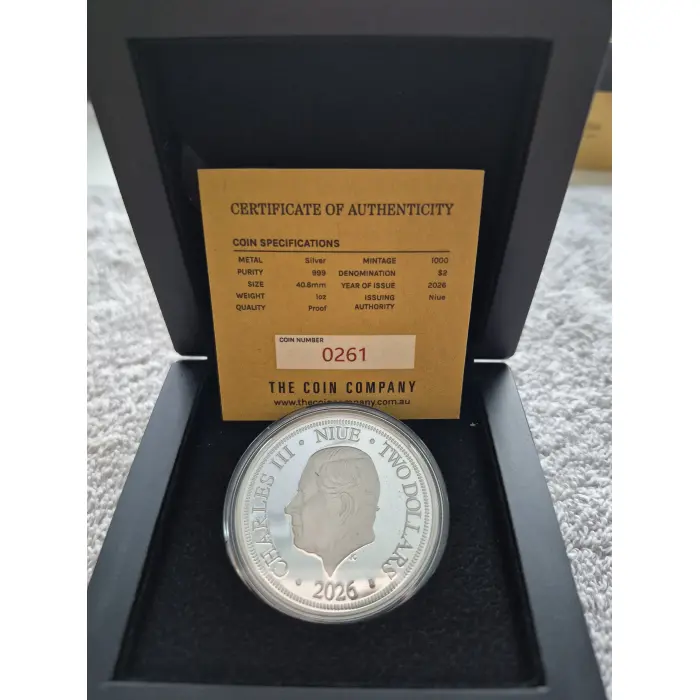 CERTIFICATE OF AUTHENTICITY
COIN SPECIFICATIONS
METAL Silver MINTAGE 1000
PURITY 999 DENOMINATION $2
SIZE 40.6mm YEAR OF ISSUE 2026
WEIGHT 1oz ISSUING AUTHORITY Niue
QUALITY Proof
COIN NUMBER
0261
THE COIN COMPANY
www.thecoincompany.com.au
CHARLES III • NIUE • TWO DOLLARS
2026